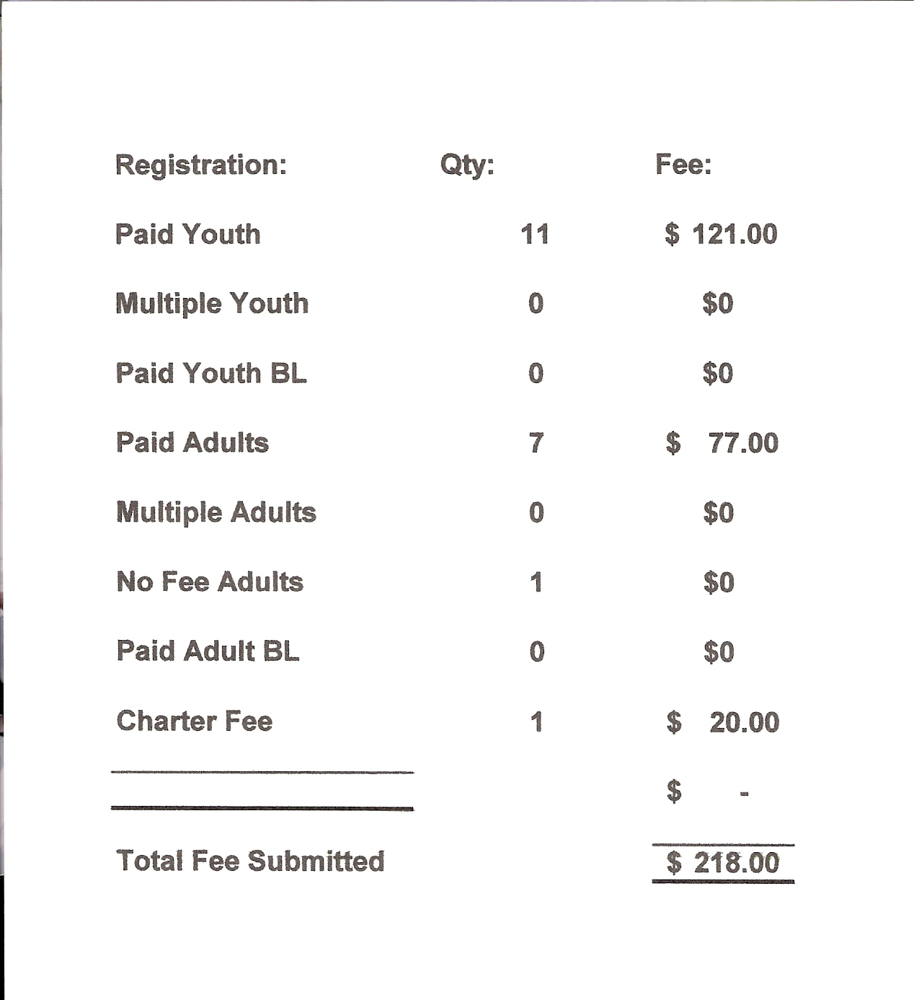 Registration: Qty: Fee:
Paid Youth 11 $ 121.00
Multiple Youth 0 $0
Paid Youth BL 0 $0
Paid Adults 7 $ 77.00
Multiple Adults 0 $0
No Fee Adults 1 $0
Paid Adult BL 0 $0
Charter Fee 1 $ 20.00
$ -
Total Fee Submitted $ 218.00